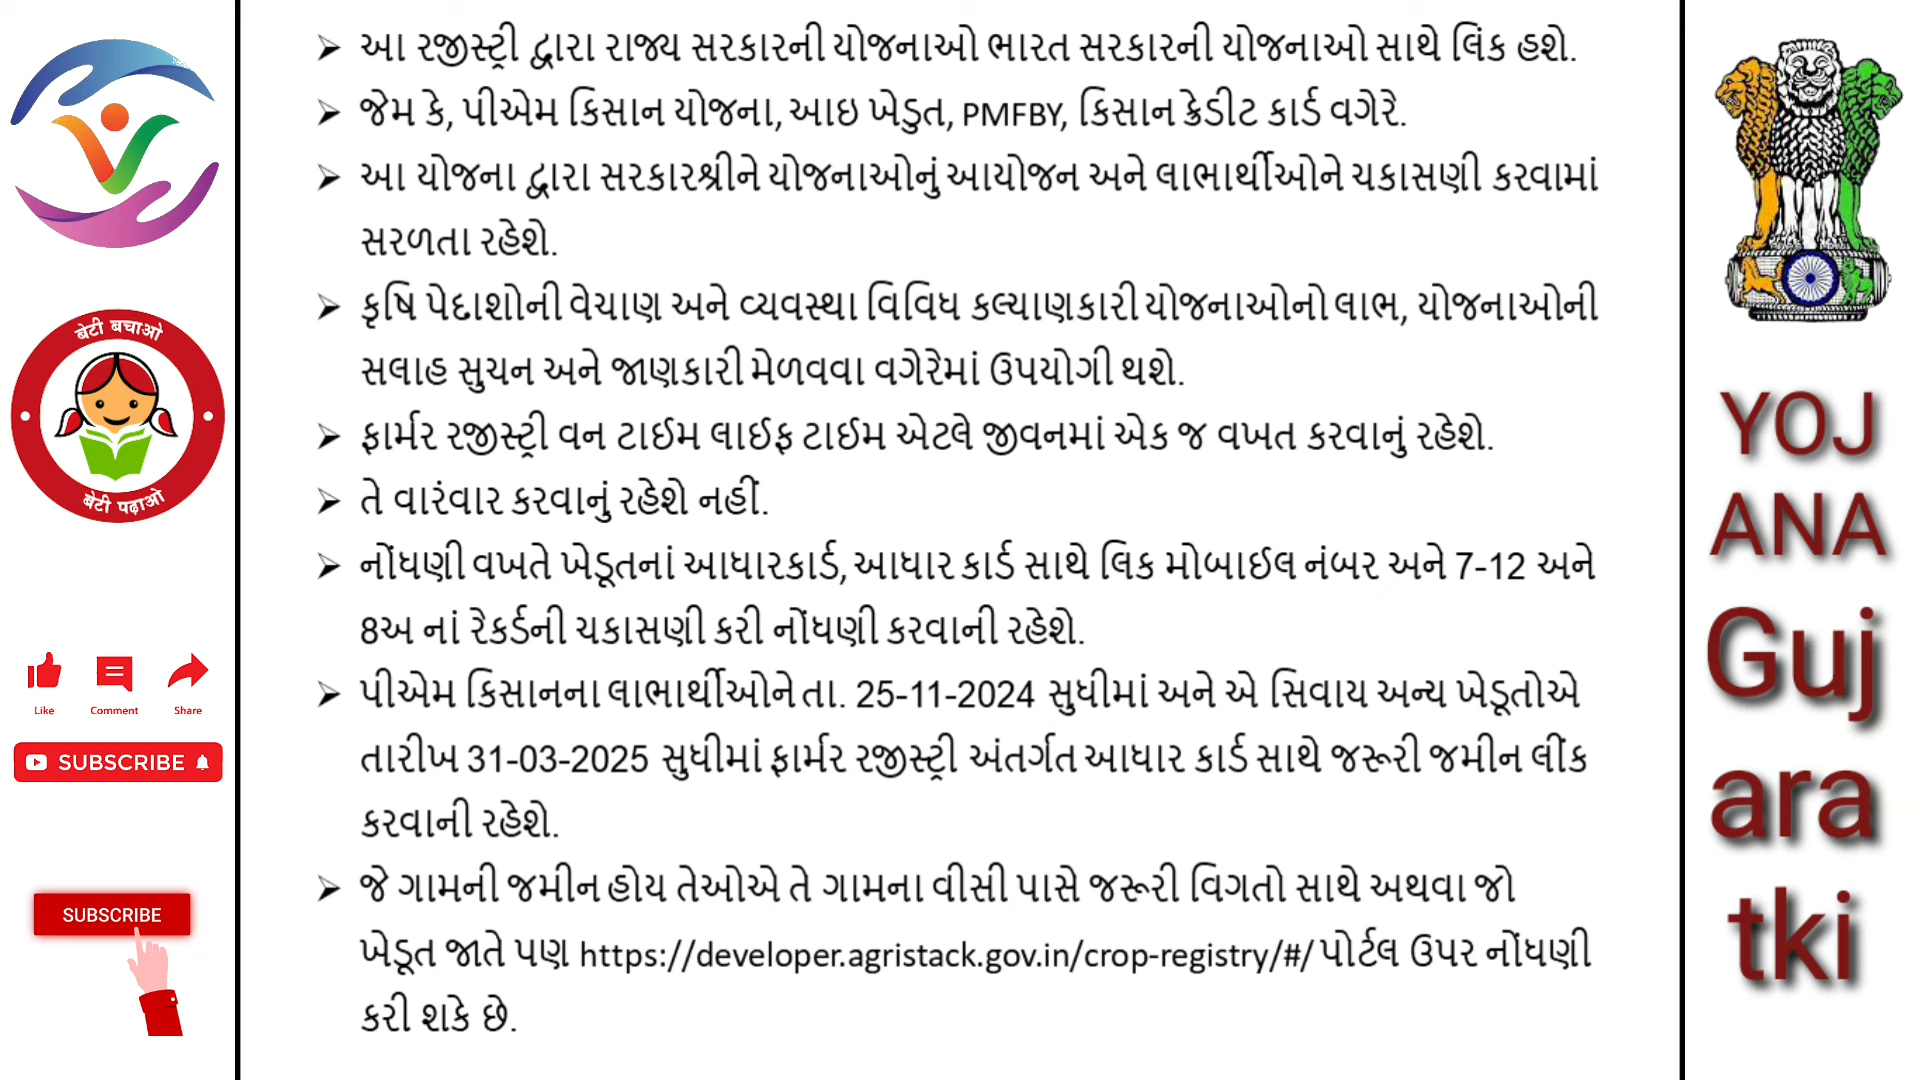 ➢ આ રજીસ્ટ્રી દ્વારા રાજ્ય સરકારની યોજનાઓ ભારત સરકારની યોજનાઓ સાથે લિંક હશે.
➢ જેમ કે, પીએમ કિસાન યોજના, આઇ ખેડુત, PMFBY, કિસાન ક્રેડીટ કાર્ડ વગેરે.
➢ આ યોજના દ્વારા સરકારશ્રીને યોજનાઓનું આયોજન અને લાભાર્થીઓને ચકાસણી કરવામાં
સરળતા રહેશે.
➢ કૃષિ પેદાશોની વેચાણ અને વ્યવસ્થા વિવિધ કલ્યાણકારી યોજનાઓનો લાભ, યોજનાઓની
સલાહ સુચન અને જાણકારી મેળવવા વગેરેમાં ઉપયોગી થશે.
➢ ફાર્મર રજીસ્ટ્રી વન ટાઈમ લાઈફ ટાઈમ એટલે જીવનમાં એક જ વખત કરવાનું રહેશે.
➢ તે વારંવાર કરવાનું રહેશે નહીં.
➢ નોંધણી વખતે ખેડૂતનાં આધારકાર્ડ, આધાર કાર્ડ સાથે લિક મોબાઈલ નંબર અને 7-12 અને
8અ નાં રેકર્ડની ચકાસણી કરી નોંધણી કરવાની રહેશે.
➢ પીએમ કિસાનના લાભાર્થીઓને તા. 25-11-2024 સુધીમાં અને એ સિવાય અન્ય ખેડૂતોએ
તારીખ 31-03-2025 સુધીમાં ફાર્મર રજીસ્ટ્રી અંતર્ગત આધાર કાર્ડ સાથે જરૂરી જમીન લીંક
કરવાની રહેશે.
➢ જે ગામની જમીન હોય તેઓએ તે ગામના વીસી પાસે જરૂરી વિગતો સાથે અથવા જો
ખેડૂત જાતે પણ https://developer.agristack.gov.in/crop-registry/#/ પોર્ટલ ઉપર નોંધણી
કરી શકે છે.
बेटी बचाओ
बेटी पढ़ाओ
Like Comment Share
SUBSCRIBE
SUBSCRIBE
YOJ
ANA
Guj
ara
tki